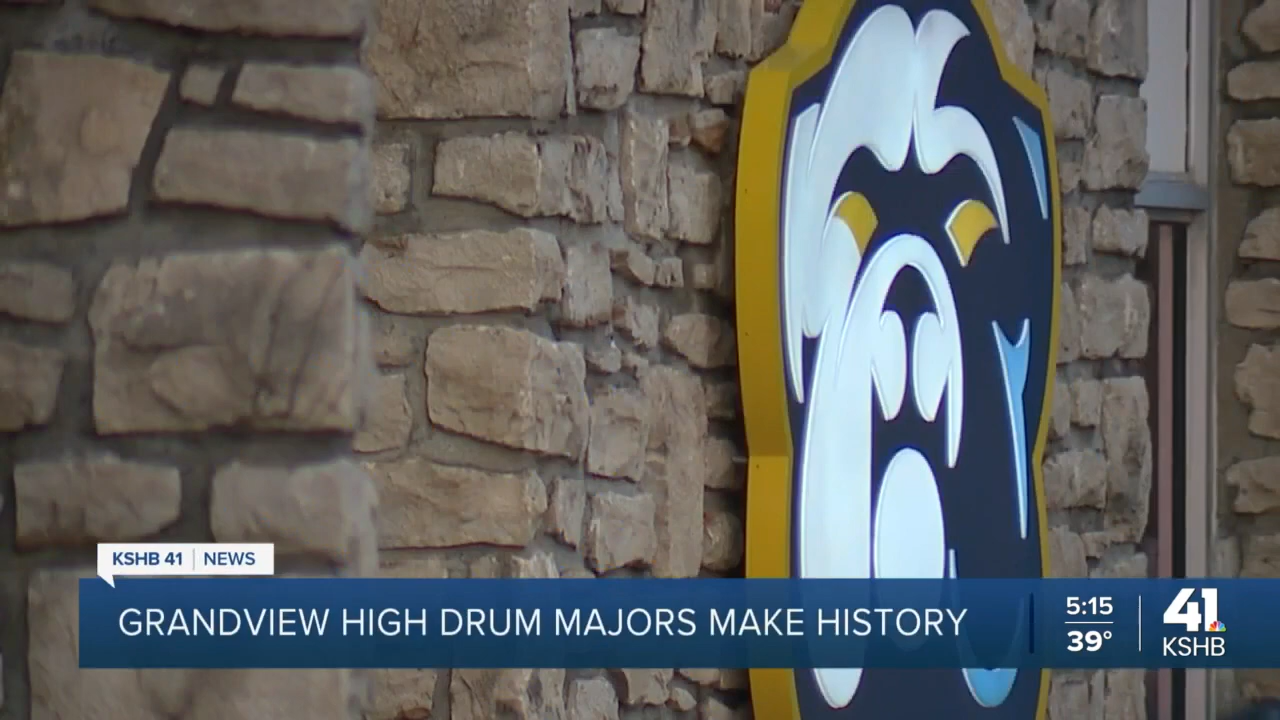 KSHB 41 | NEWS
GRANDVIEW HIGH DRUM MAJORS MAKE HISTORY
5:15
39°
41
KSHB